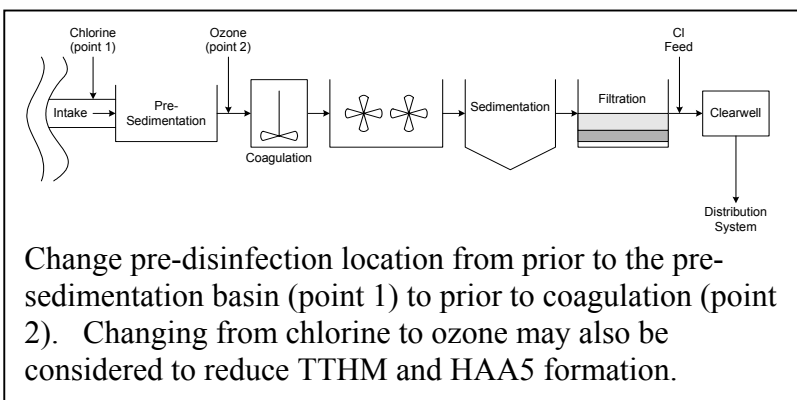 Chlorine
(point 1)
Ozone
(point 2)
Cl
Feed
Intake
Pre-
Sedimentation
Coagulation
Sedimentation
Filtration
Clearwell
Distribution
System
Change pre-disinfection location from prior to the pre-
sedimentation basin (point 1) to prior to coagulation (point
2).   Changing from chlorine to ozone may also be
considered to reduce TTHM and HAA5 formation.